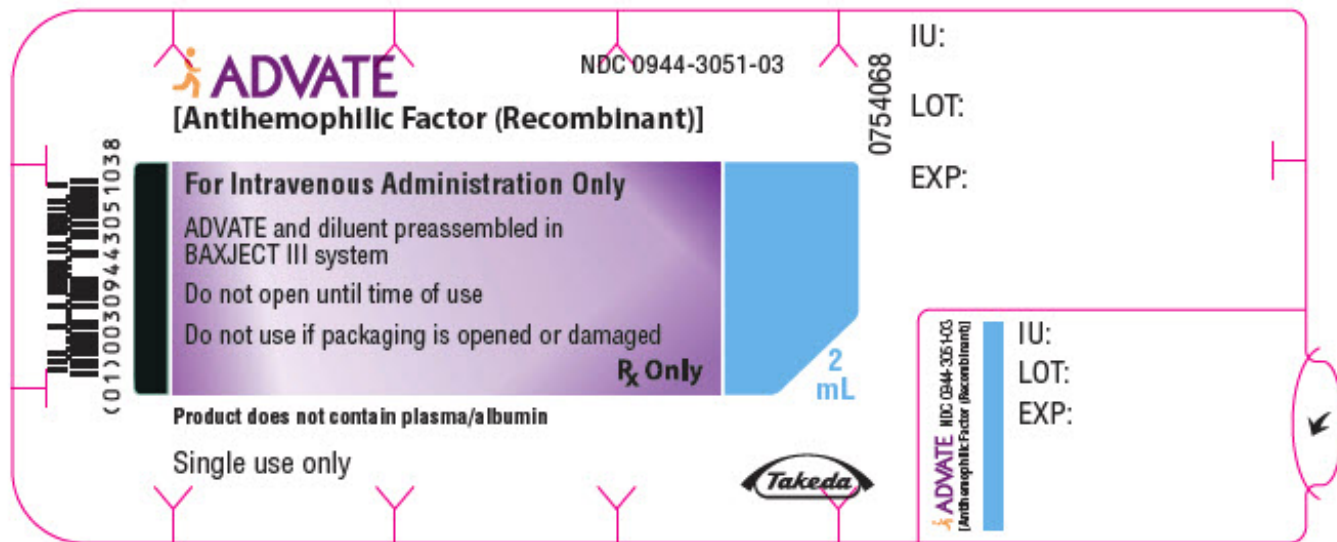 ADVATE
NDC 0944-3051-03
[Antihemophilic Factor (Recombinant)]
For Intravenous Administration Only
ADVATE and diluent preassembled in
BAXJECT III system
Do not open until time of use
Do not use if packaging is opened or damaged
Rx Only
2
mL
Product does not contain plasma/albumin
Single use only
Takeda
(01)00309443051038
0754068
IU:
LOT:
EXP:
ADVATE NDC 0944-3051-03
[Antihemophilic Factor (Recombinant)]
IU:
LOT:
EXP: